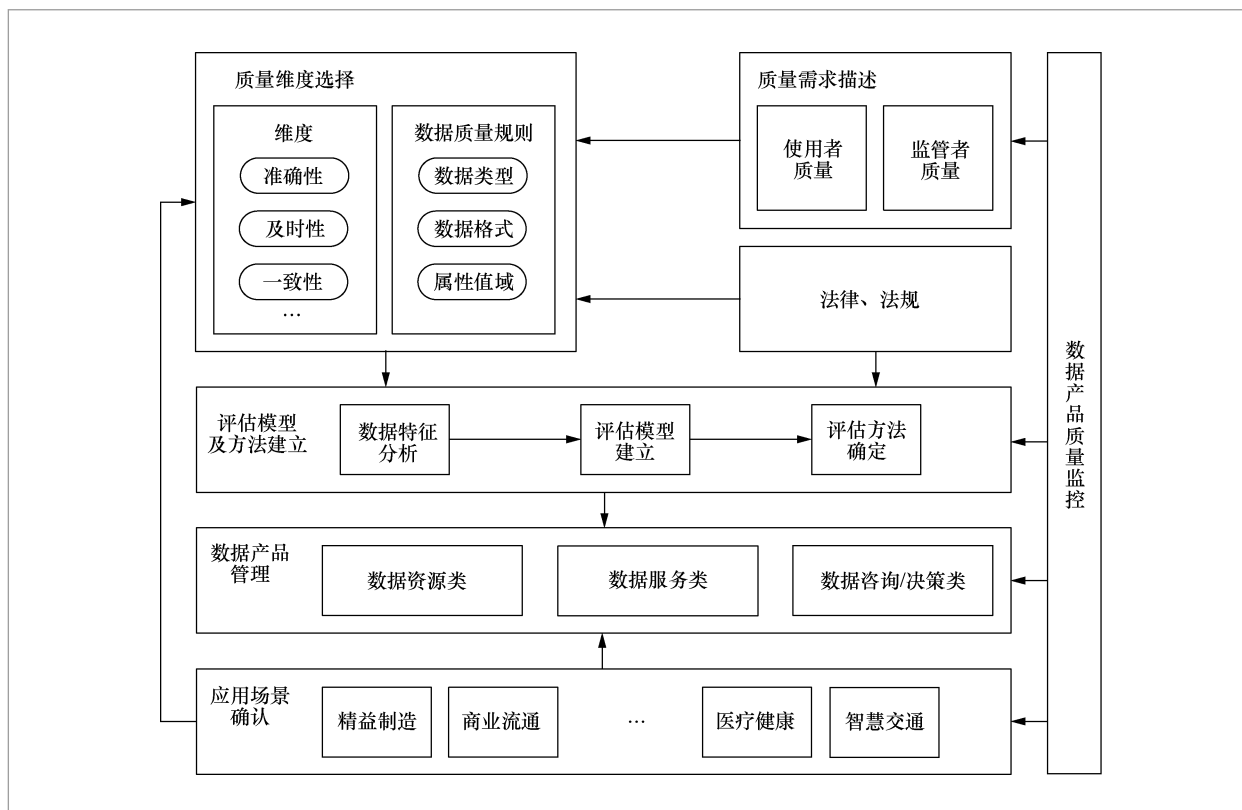 质量维度选择
维度
准确性
及时性
一致性
…
数据质量规则
数据类型
数据格式
属性值域
质量需求描述
使用者
质量
监管者
质量
法律、法规
评估模型
及方法建立
数据特征
分析
评估模型
建立
评估方法
确定
数据产品
管理
数据资源类
数据服务类
数据咨询/决策类
应用场景
确认
精益制造
商业流通
…
医疗健康
智慧交通
数据产品质量监控